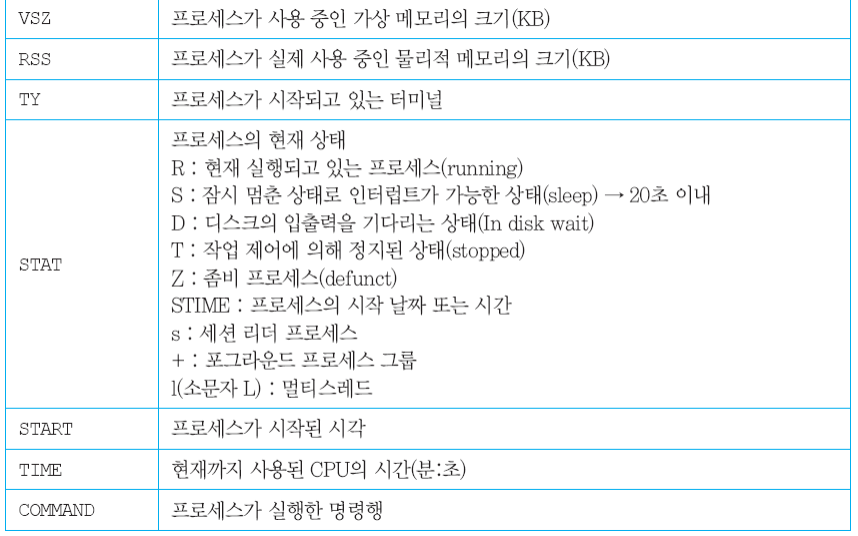 VSZ 프로세스가 사용 중인 가상 메모리의 크기(KB)
RSS 프로세스가 실제 사용 중인 물리적 메모리의 크기(KB)
TY 프로세스가 시작되고 있는 터미널
프로세스의 현재 상태
R : 현재 실행되고 있는 프로세스(running)
S : 잠시 멈춘 상태로 인터럽트가 가능한 상태(sleep) → 20초 이내
D : 디스크의 입출력을 기다리는 상태(In disk wait)
T : 작업 제어에 의해 정지된 상태(stopped)
STAT Z : 좀비 프로세스(defunct)
STIME : 프로세스의 시작 날짜 또는 시간
s : 세션 리더 프로세스
+ : 포그라운드 프로세스 그룹
l(소문자 L) : 멀티스레드
START 프로세스가 시작된 시각
TIME 현재까지 사용된 CPU의 시간(분:초)
COMMAND 프로세스가 실행한 명령행